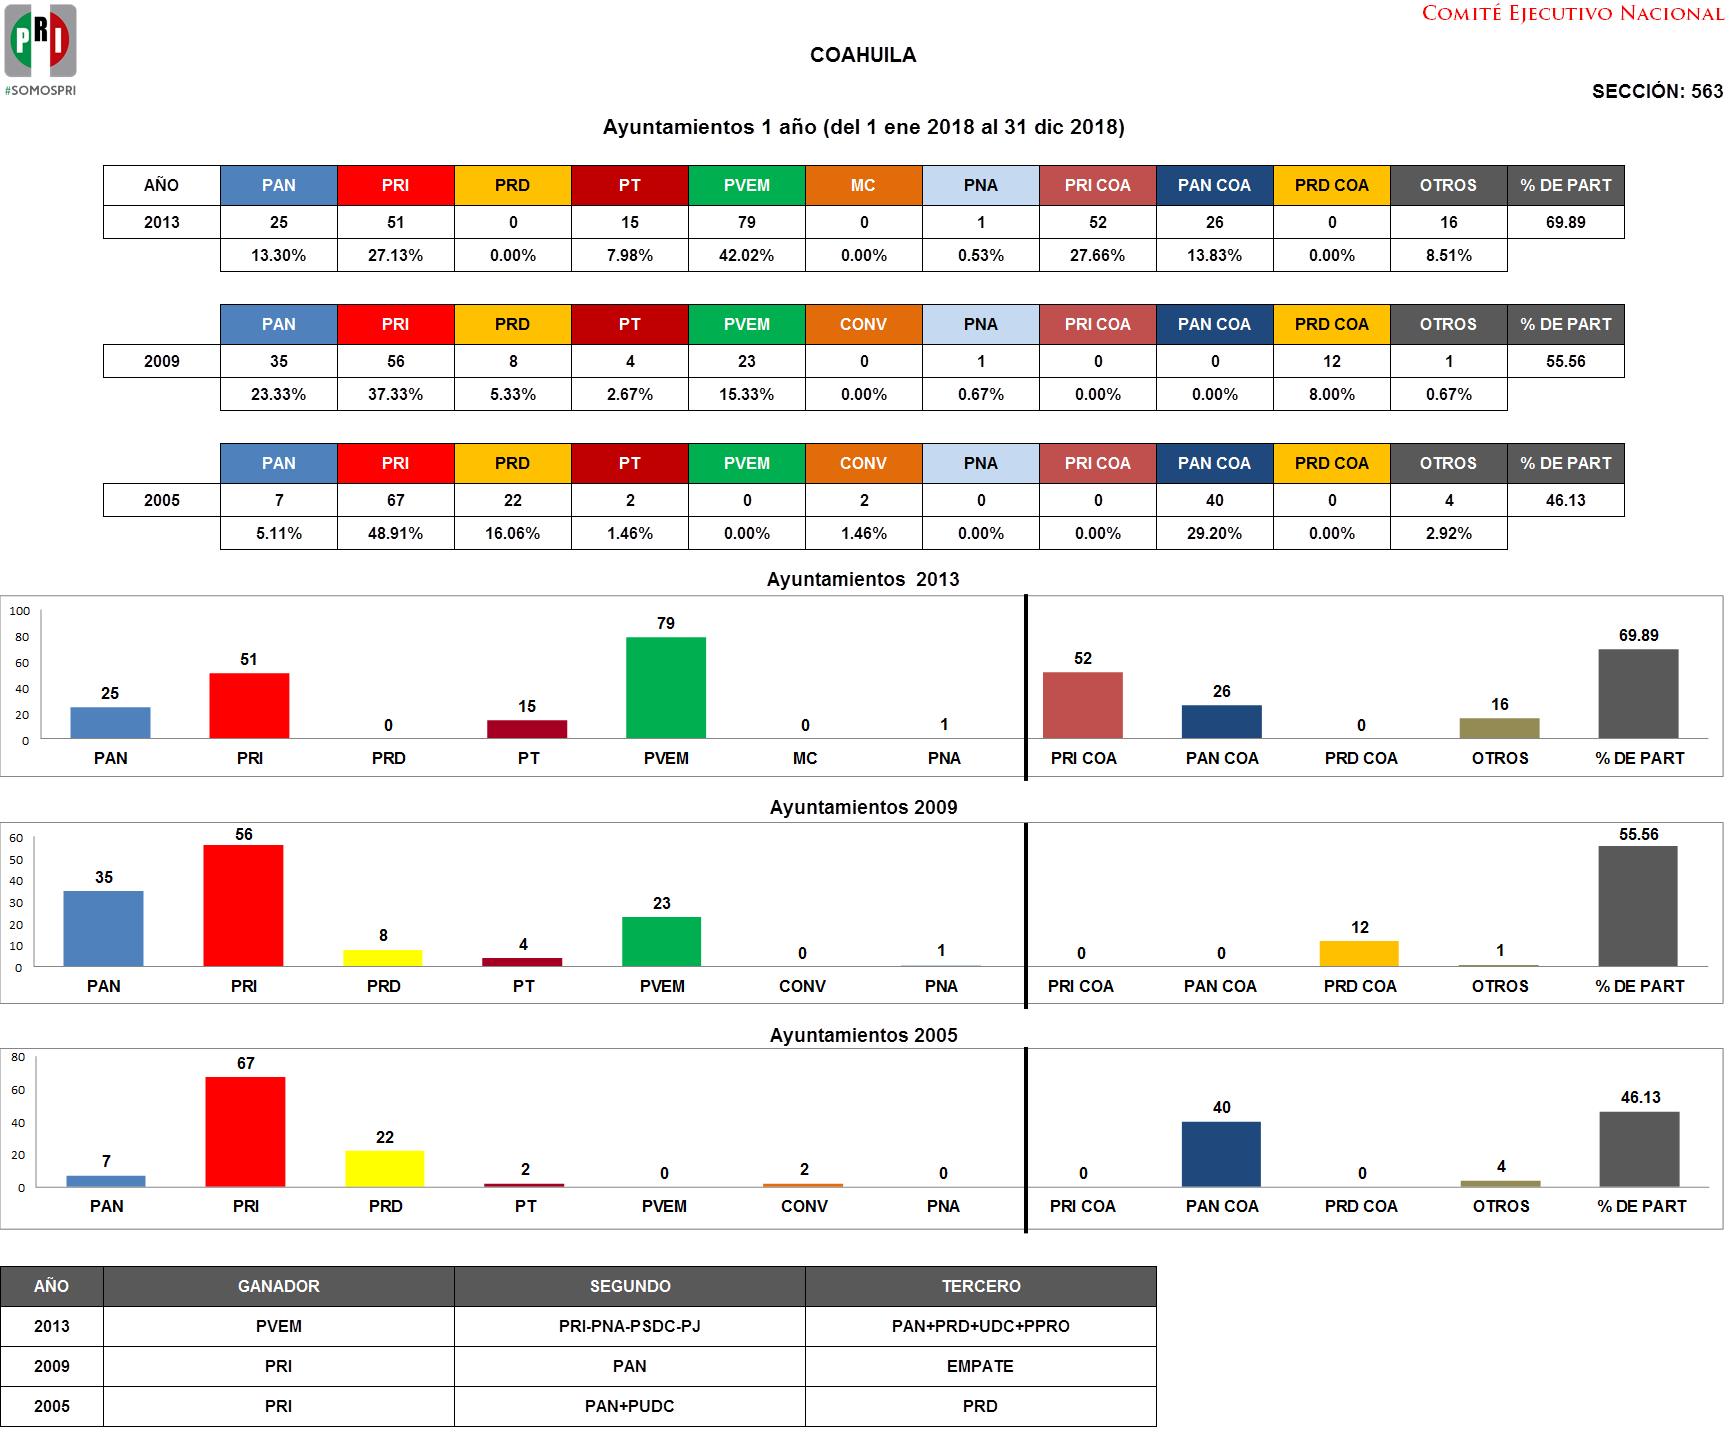 COMITÉ EJECUTIVO NACIONAL
PRI
#SOMOSPRI
COAHUILA
SECCIÓN: 563
Ayuntamientos 1 año (del 1 ene 2018 al 31 dic 2018)
AÑO PAN PRI PRD PT PVEM MC PNA PRI COA PAN COA PRD COA OTROS % DE PART
2013 25 51 0 15 79 0 1 52 26 0 16 69.89
13.30% 27.13% 0.00% 7.98% 42.02% 0.00% 0.53% 27.66% 13.83% 0.00% 8.51%
PAN PRI PRD PT PVEM CONV PNA PRI COA PAN COA PRD COA OTROS % DE PART
2009 35 56 8 4 23 0 1 0 0 12 1 55.56
23.33% 37.33% 5.33% 2.67% 15.33% 0.00% 0.67% 0.00% 0.00% 8.00% 0.67%
PAN PRI PRD PT PVEM CONV PNA PRI COA PAN COA PRD COA OTROS % DE PART
2005 7 67 22 2 0 2 0 0 40 0 4 46.13
5.11% 48.91% 16.06% 1.46% 0.00% 1.46% 0.00% 0.00% 29.20% 0.00% 2.92%
Ayuntamientos 2013
100
80
60
40
20
0
25 51 0 15 79 0 1 52 26 0 16 69.89
PAN PRI PRD PT PVEM MC PNA PRI COA PAN COA PRD COA OTROS % DE PART
Ayuntamientos 2009
60
50
40
30
20
10
0
35 56 8 4 23 0 1 0 0 12 1 55.56
PAN PRI PRD PT PVEM CONV PNA PRI COA PAN COA PRD COA OTROS % DE PART
Ayuntamientos 2005
80
60
40
20
0
7 67 22 2 0 2 0 0 40 0 4 46.13
PAN PRI PRD PT PVEM CONV PNA PRI COA PAN COA PRD COA OTROS % DE PART
AÑO GANADOR SEGUNDO TERCERO
2013 PVEM PRI-PNA-PSDC-PJ PAN+PRD+UDC+PPRO
2009 PRI PAN EMPATE
2005 PRI PAN+PUDC PRD